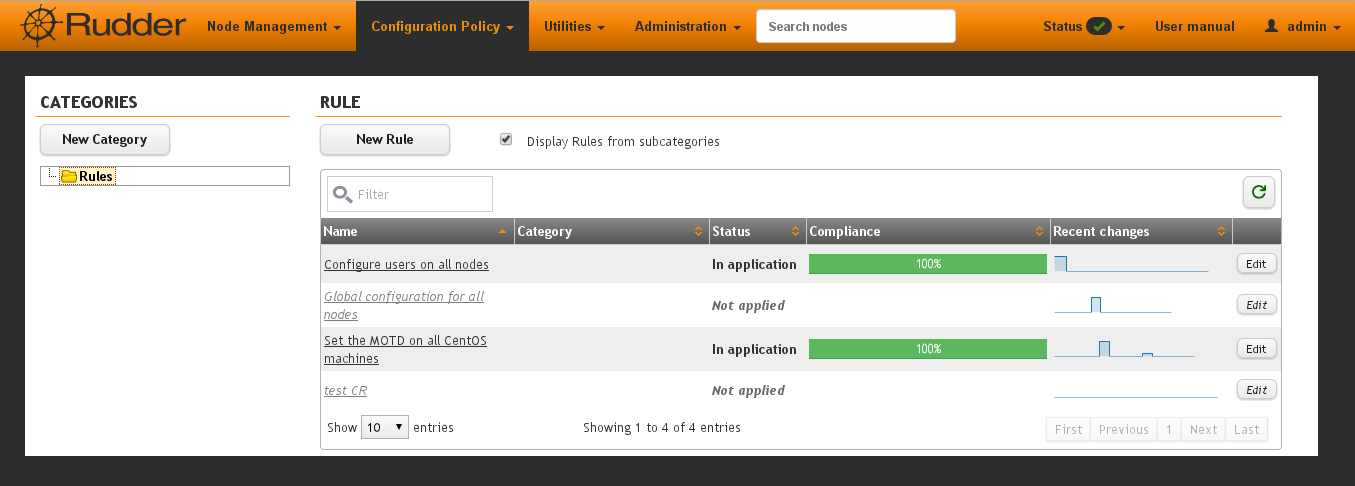 Rudder Node Management Configuration Policy Utilities Administration Search nodes Status User manual admin
CATEGORIES
New Category
Rules
RULE
New Rule Display Rules from subcategories
Filter
Name Category Status Compliance Recent changes
Configure users on all nodes In application 100% Edit
Global configuration for all
nodes Not applied Edit
Set the MOTD on all CentOS
machines In application 100% Edit
test CR Not applied Edit
Show 10 entries Showing 1 to 4 of 4 entries First Previous 1 Next Last